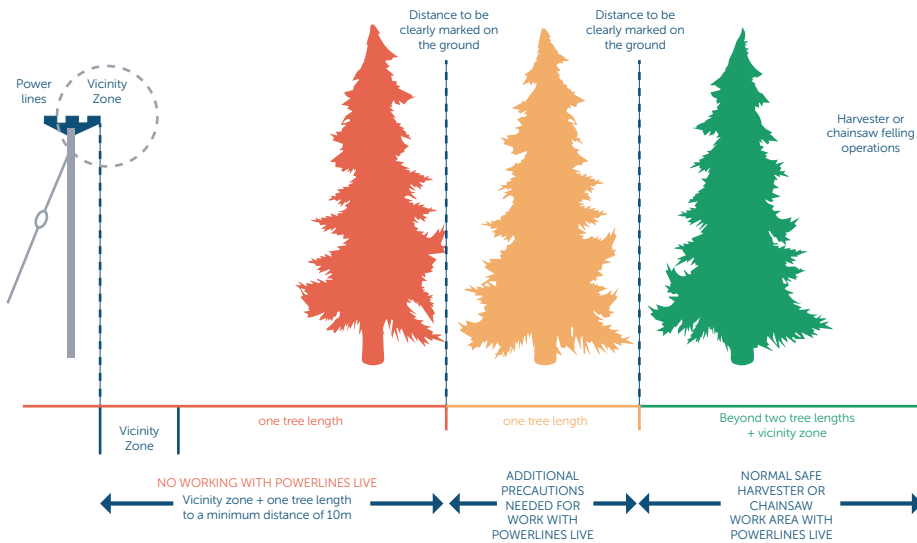 Distance to be
clearly marked on
the ground
Distance to be
clearly marked on
the ground
Power
lines
Vicinity
Zone
Harvester or
chainsaw felling
operations
one tree length
one tree length
Beyond two tree lengths
+ vicinity zone
Vicinity
Zone
NO WORKING WITH POWERLINES LIVE
Vicinity zone + one tree length
to a minimum distance of 10m
ADDITIONAL
PRECAUTIONS
NEEDED FOR
WORK WITH
POWERLINES LIVE
NORMAL SAFE
HARVESTER OR
CHAINSAW
WORK AREA WITH
POWERLINES LIVE